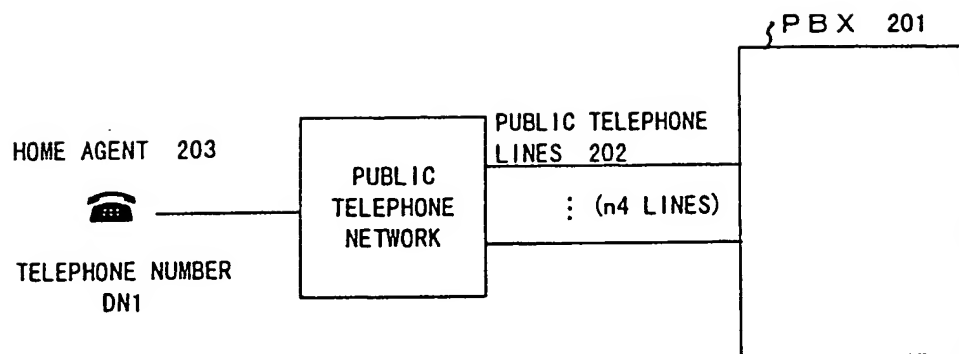 PBX 201
PUBLIC TELEPHONE
LINES 202
HOME AGENT 203
PUBLIC
TELEPHONE
NETWORK
⋮ (n4 LINES)
TELEPHONE NUMBER
DN1